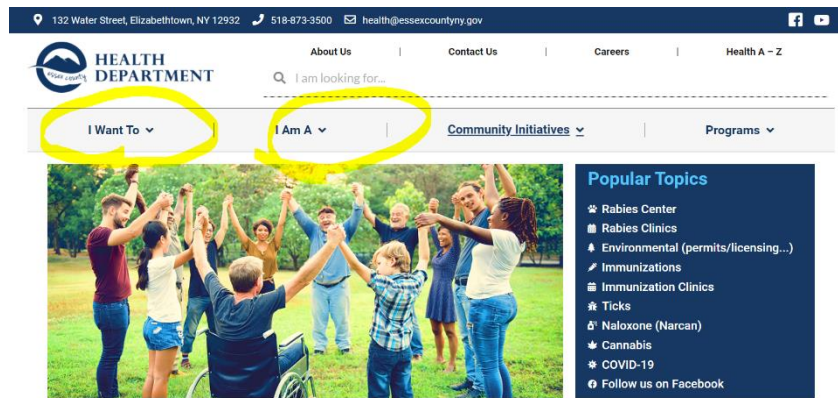 132 Water Street, Elizabethtown, NY 12932 518-873-3500 health@essexcountyny.gov
essex county
HEALTH
DEPARTMENT
About Us | Contact Us | Careers | Health A – Z
I am looking for...
I Want To | I Am A | Community Initiatives | Programs
Popular Topics
Rabies Center
Rabies Clinics
Environmental (permits/licensing...)
Immunizations
Immunization Clinics
Ticks
Naloxone (Narcan)
Cannabis
COVID-19
Follow us on Facebook